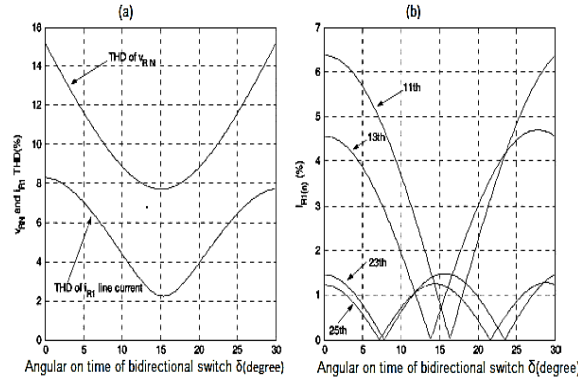 (a)
16
14
12
10
8
6
4
2
0
v_RN and i_R1 THD(%)
THD of v_RN
THD of i_R1 line current
0 5 10 15 20 25 30
Angular on time of bidirectional switch δ(degree)
(b)
7
6
5
4
3
2
1
0
I_R1(n) (%)
11th
13th
23th
25th
0 5 10 15 20 25 30
Angular on time of bidirectional switch δ(degree)